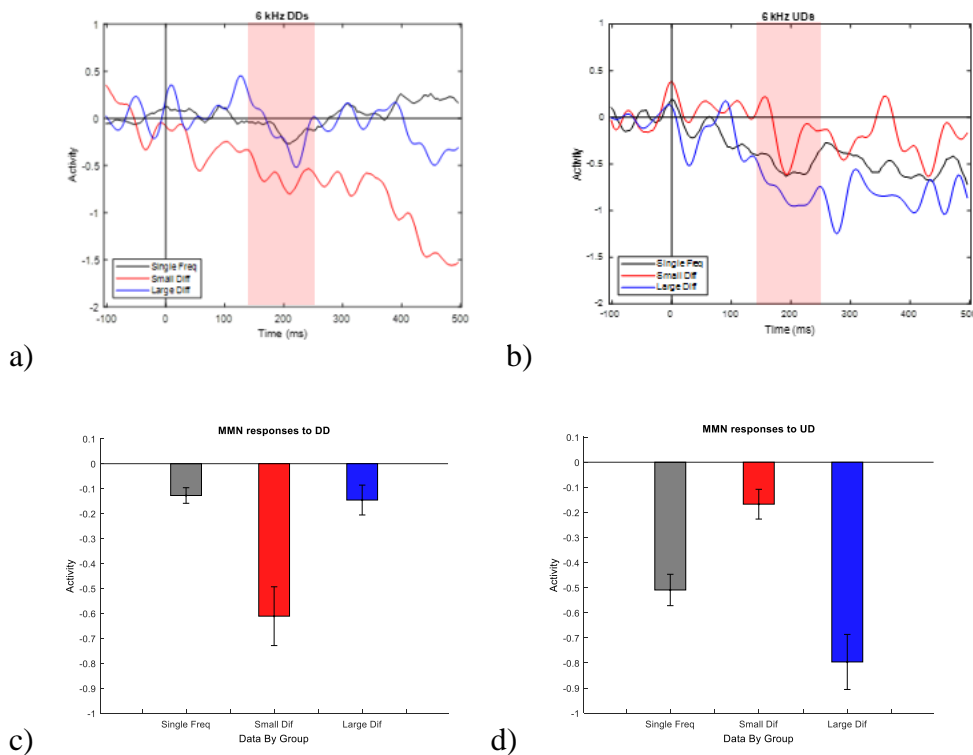 6 kHz DDs
1
0.5
0
-0.5
-1
-1.5
-2
Activity
Single Freq
Small Diff
Large Diff
-100 0 100 200 300 400 500
Time (ms)
a)
6 kHz UDs
1
0.5
0
-0.5
-1
-1.5
-2
Activity
Single Feq
Small Diff
Large Diff
-100 0 100 200 300 400 500
Time (ms)
b)
MMN responses to DD
0.1
0
-0.1
-0.2
-0.3
-0.4
-0.5
-0.6
-0.7
-0.8
-0.9
-1
Activity
Single Freq Small Dif Large Dif
Data By Group
c)
MMN responses to UD
0.1
0
-0.1
-0.2
-0.3
-0.4
-0.5
-0.6
-0.7
-0.8
-0.9
-1
Activity
Single Freq Small Dif Large Dif
Data By Group
d)